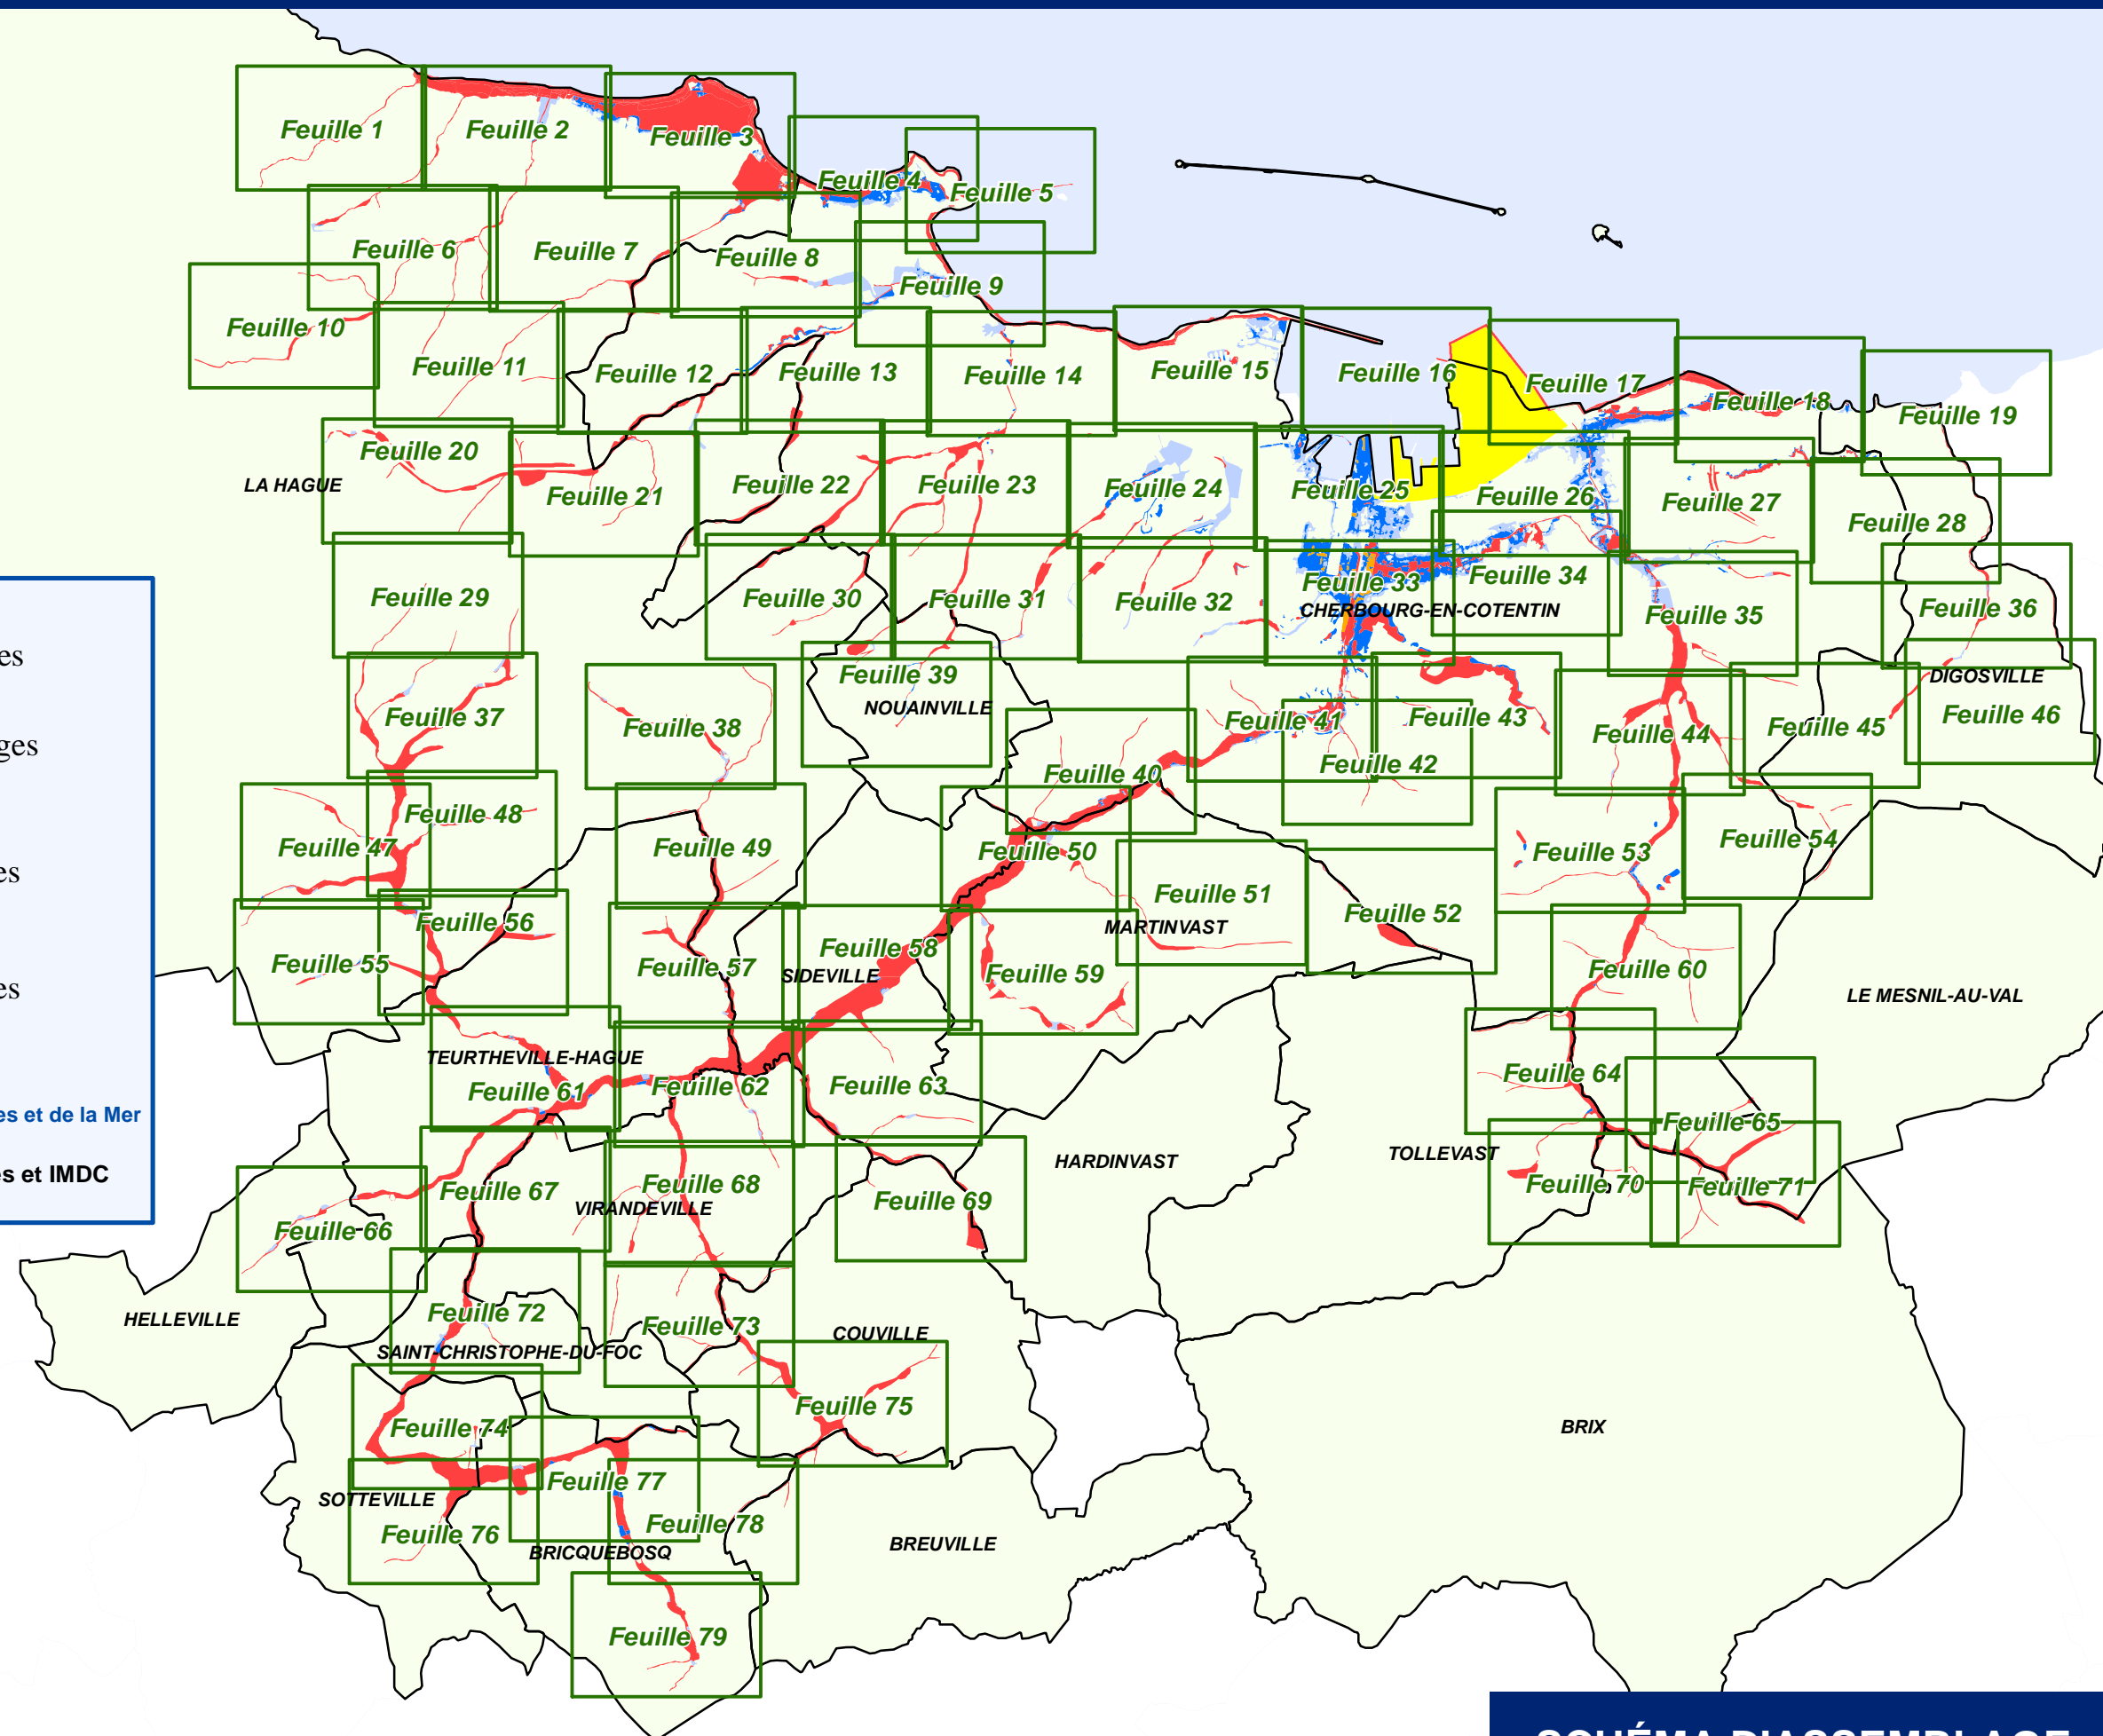 Feuille 1
Feuille 2
Feuille 3
Feuille 4
Feuille 5
Feuille 6
Feuille 7
Feuille 8
Feuille 9
Feuille 10
Feuille 11
Feuille 12
Feuille 13
Feuille 14
Feuille 15
Feuille 16
Feuille 17
Feuille 18
Feuille 19
Feuille 20
LA HAGUE
Feuille 21
Feuille 22
Feuille 23
Feuille 24
Feuille 25
Feuille 26
Feuille 27
Feuille 28
Feuille 29
Feuille 30
Feuille 31
Feuille 32
Feuille 33
CHERBOURG-EN-COTENTIN
Feuille 34
Feuille 35
Feuille 36
DIGOSVILLE
Feuille 37
Feuille 38
Feuille 39
NOUAINVILLE
Feuille 40
Feuille 41
Feuille 42
Feuille 43
Feuille 44
Feuille 45
Feuille 46
Feuille 47
Feuille 48
Feuille 49
Feuille 50
Feuille 51
MARTINVAST
Feuille 52
Feuille 53
Feuille 54
Feuille 55
Feuille 56
Feuille 57
Feuille 58
SIDEVILLE
Feuille 59
Feuille 60
LE MESNIL-AU-VAL
TEURTHEVILLE-HAGUE
Feuille 61
Feuille 62
Feuille 63
Feuille 64
Feuille 65
HARDINVAST
TOLLEVAST
Feuille 66
Feuille 67
Feuille 68
VIRANDEVILLE
Feuille 69
Feuille 70
Feuille 71
HELLEVILLE
Feuille 72
SAINT-CHRISTOPHE-DU-FOC
Feuille 73
COUVILLE
Feuille 74
Feuille 75
BRIX
SOTTEVILLE
Feuille 76
Feuille 77
Feuille 78
BRICQUEBOSQ
BREUVILLE
Feuille 79
es
ges
es
es
es et de la Mer
es et IMDC
SCHÉMA D'ASSEMBLAGE